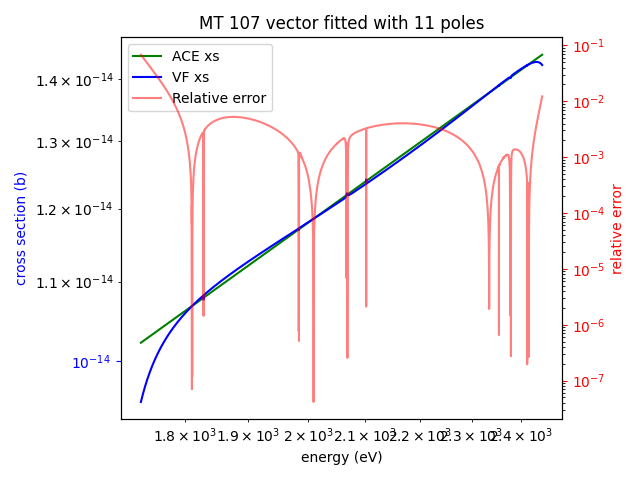 MT 107 vector fitted with 11 poles
ACE xs
VF xs
Relative error
cross section (b)
1.4 × 10⁻¹⁴
1.3 × 10⁻¹⁴
1.2 × 10⁻¹⁴
1.1 × 10⁻¹⁴
10⁻¹⁴
10⁻¹
10⁻²
10⁻³
10⁻⁴
10⁻⁵
10⁻⁶
10⁻⁷
relative error
1.8 × 10³ 1.9 × 10³ 2 × 10³ 2.1 × 10³ 2.2 × 10³ 2.3 × 10³ 2.4 × 10³
energy (eV)